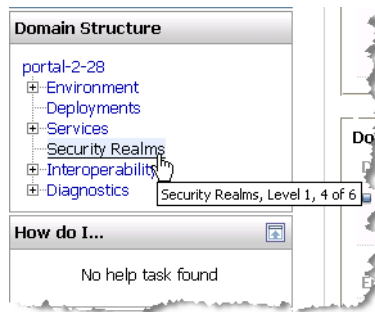 Domain Structure
portal-2-28
Environment
Deployments
Services
Security Realms
Interoperability
Diagnostics
Security Realms, Level 1, 4 of 6
How do I...
No help task found
Do